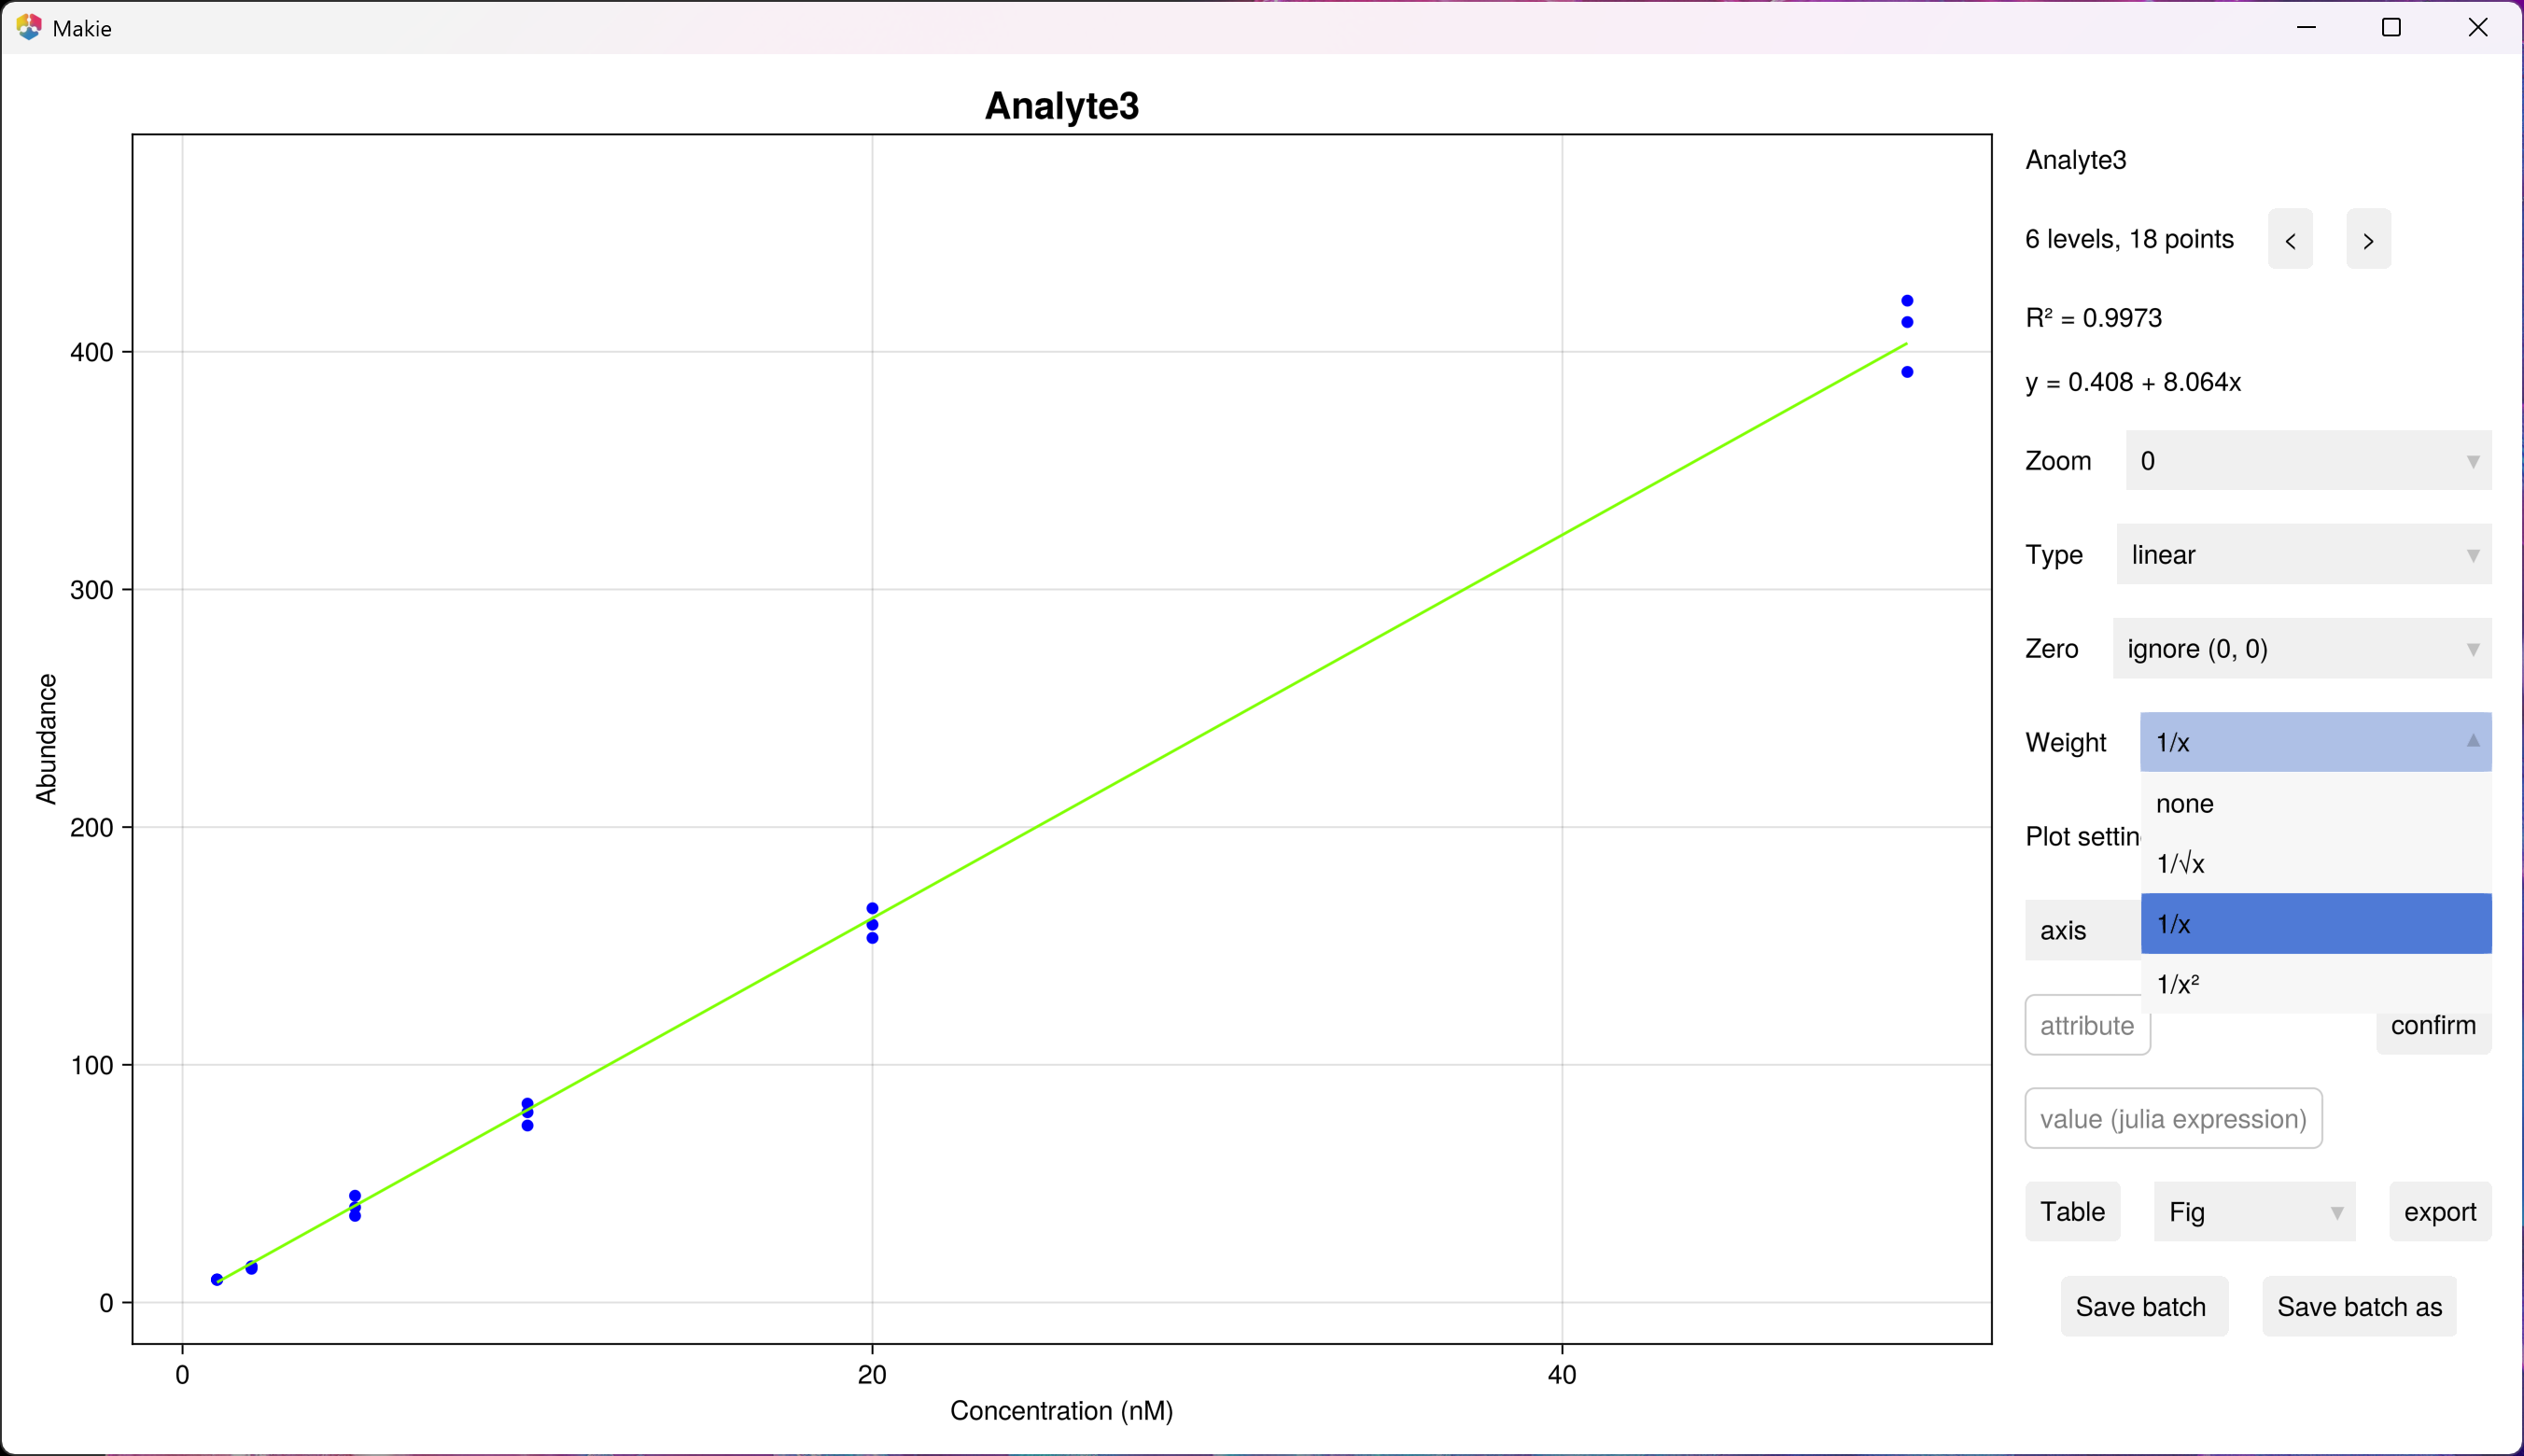 Makie
Analyte3
400
300
200
100
0
Abundance
0
20
40
Concentration (nM)
Analyte3
6 levels, 18 points
<
>
R² = 0.9973
y = 0.408 + 8.064x
Zoom
0
Type
linear
Zero
ignore (0, 0)
Weight
1/x
none
1/√x
1/x
1/x²
Plot settin
axis
attribute
confirm
value (julia expression)
Table
Fig
export
Save batch
Save batch as